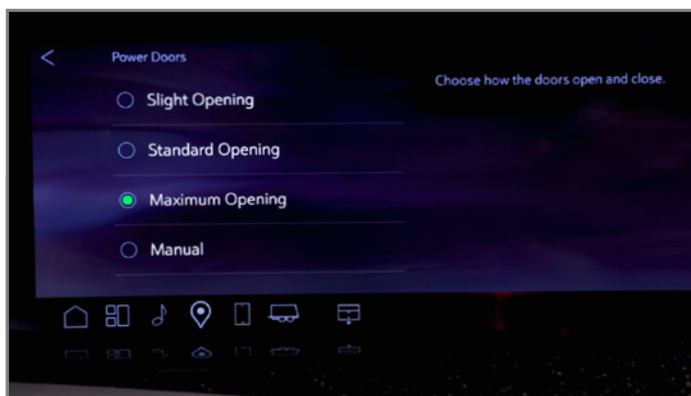 Power Doors
Choose how the doors open and close.
Slight Opening
Standard Opening
Maximum Opening
Manual